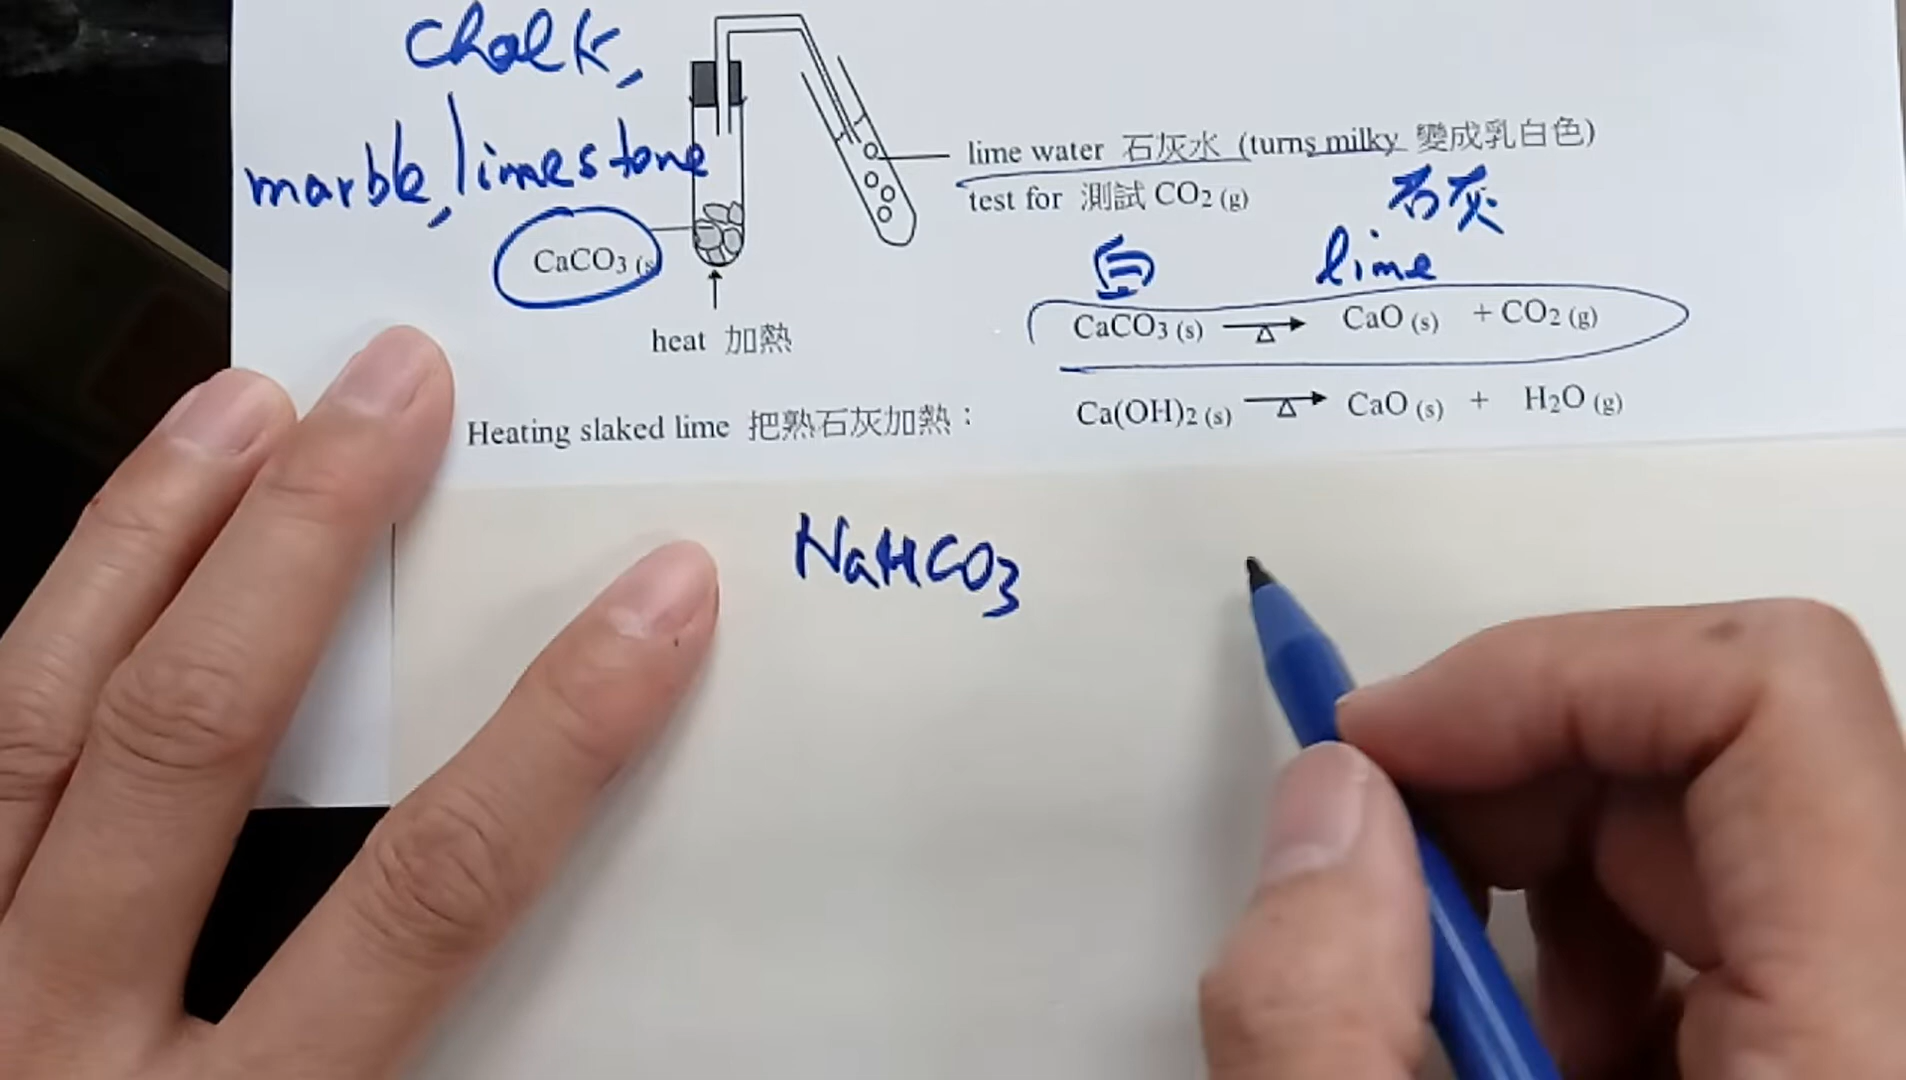 chalk,
marble, limestone
CaCO3 (s
heat 加熱
lime water 石灰水 (turns milky 變成乳白色)
test for 測試 CO2 (g)
石灰
白
lime
CaCO3 (s) → Δ CaO (s) + CO2 (g)
Heating slaked lime 把熟石灰加熱：
Ca(OH)2 (s) → Δ CaO (s) + H2O (g)
NaHCO3